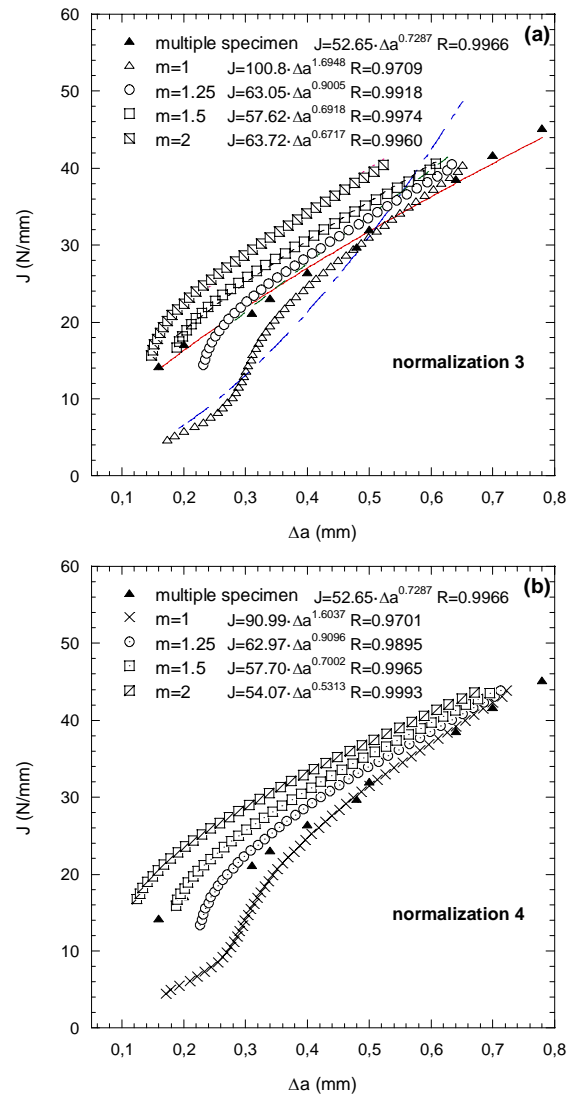 60
(a)
multiple specimen J=52.65·Δa^0.7287 R=0.9966
m=1 J=100.8·Δa^1.6948 R=0.9709
m=1.25 J=63.05·Δa^0.9005 R=0.9918
m=1.5 J=57.62·Δa^0.6918 R=0.9974
m=2 J=63.72·Δa^0.6717 R=0.9960
50
40
30
20
10
0
J (N/mm)
normalization 3
0,1 0,2 0,3 0,4 0,5 0,6 0,7 0,8
Δa (mm)
60
(b)
multiple specimen J=52.65·Δa^0.7287 R=0.9966
m=1 J=90.99·Δa^1.6037 R=0.9701
m=1.25 J=62.97·Δa^0.9096 R=0.9895
m=1.5 J=57.70·Δa^0.7002 R=0.9965
m=2 J=54.07·Δa^0.5313 R=0.9993
50
40
30
20
10
0
J (N/mm)
normalization 4
0,1 0,2 0,3 0,4 0,5 0,6 0,7 0,8
Δa (mm)